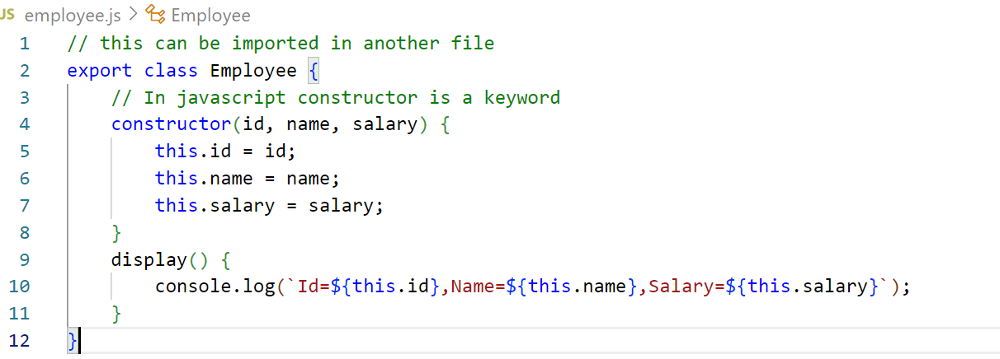 JS employee.js > Employee
1 // this can be imported in another file
2 export class Employee {
3 // In javascript constructor is a keyword
4 constructor(id, name, salary) {
5 this.id = id;
6 this.name = name;
7 this.salary = salary;
8 }
9 display() {
10 console.log(`Id=${this.id},Name=${this.name},Salary=${this.salary}`);
11 }
12 }